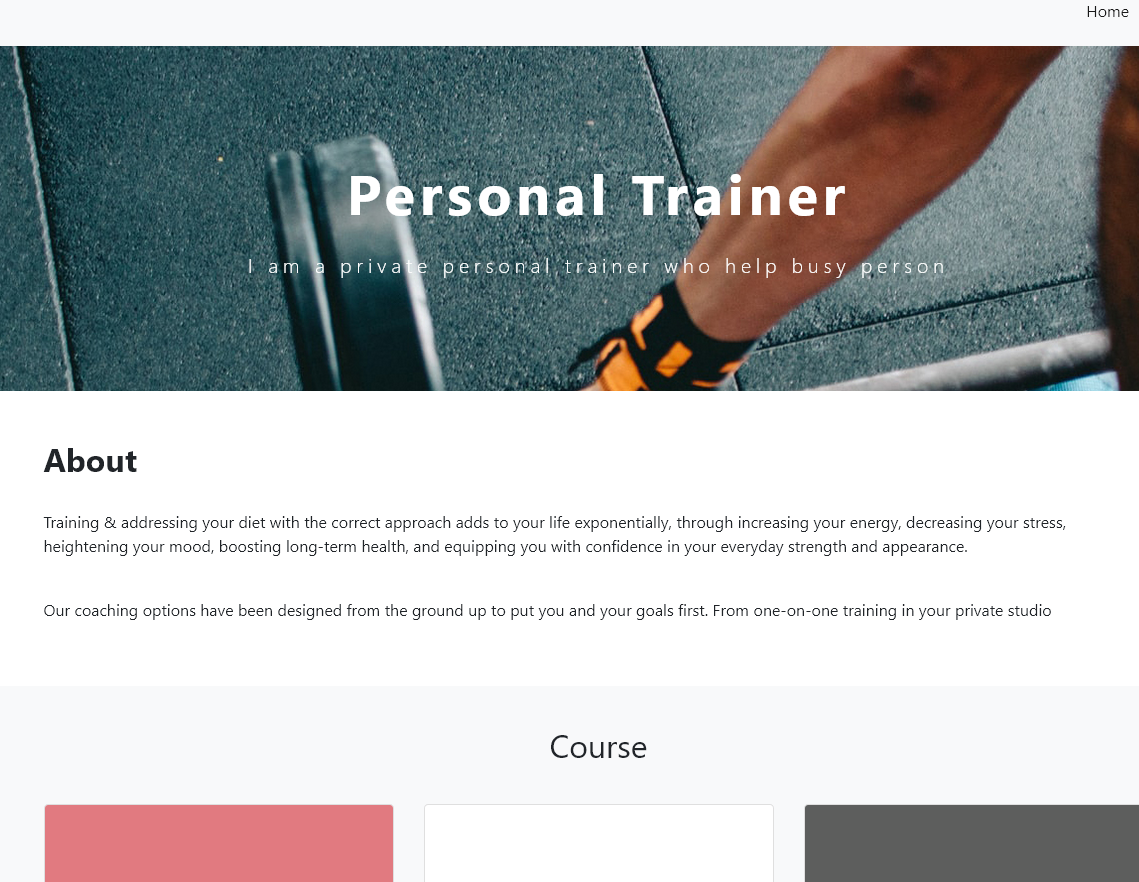 Home
Personal Trainer
I am a private personal trainer who help busy person
About
Training & addressing your diet with the correct approach adds to your life exponentially, through increasing your energy, decreasing your stress,
heightening your mood, boosting long-term health, and equipping you with confidence in your everyday strength and appearance.
Our coaching options have been designed from the ground up to put you and your goals first. From one-on-one training in your private studio
Course